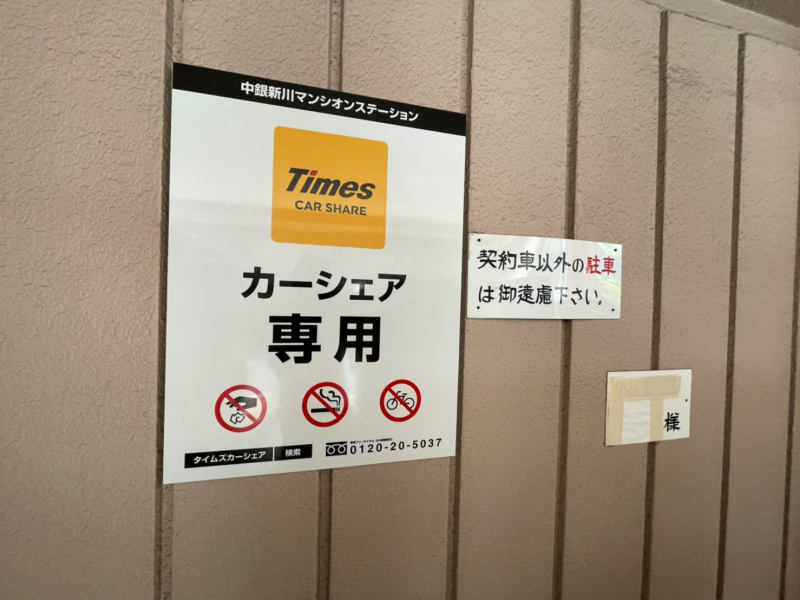 中銀新川マンシオンステーション
Times
CAR SHARE
カーシェア
専用
タイムズカーシェア 検索
0120-20-5037
契約車以外の駐車
は御遠慮下さい。
様